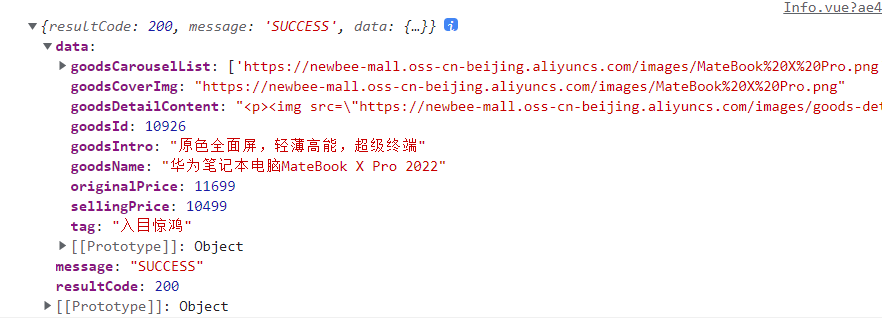 Info.vue?ae4
{resultCode: 200, message: 'SUCCESS', data: {…}}
data:
goodsCarouselList: ['https://newbee-mall.oss-cn-beijing.aliyuncs.com/images/MateBook%20X%20Pro.png
goodsCoverImg: "https://newbee-mall.oss-cn-beijing.aliyuncs.com/images/MateBook%20X%20Pro.png"
goodsDetailContent: "<p><img src=\"https://newbee-mall.oss-cn-beijing.aliyuncs.com/images/goods-det
goodsId: 10926
goodsIntro: "原色全面屏，轻薄高能，超级终端"
goodsName: "华为笔记本电脑MateBook X Pro 2022"
originalPrice: 11699
sellingPrice: 10499
tag: "入目惊鸿"
[[Prototype]]: Object
message: "SUCCESS"
resultCode: 200
[[Prototype]]: Object